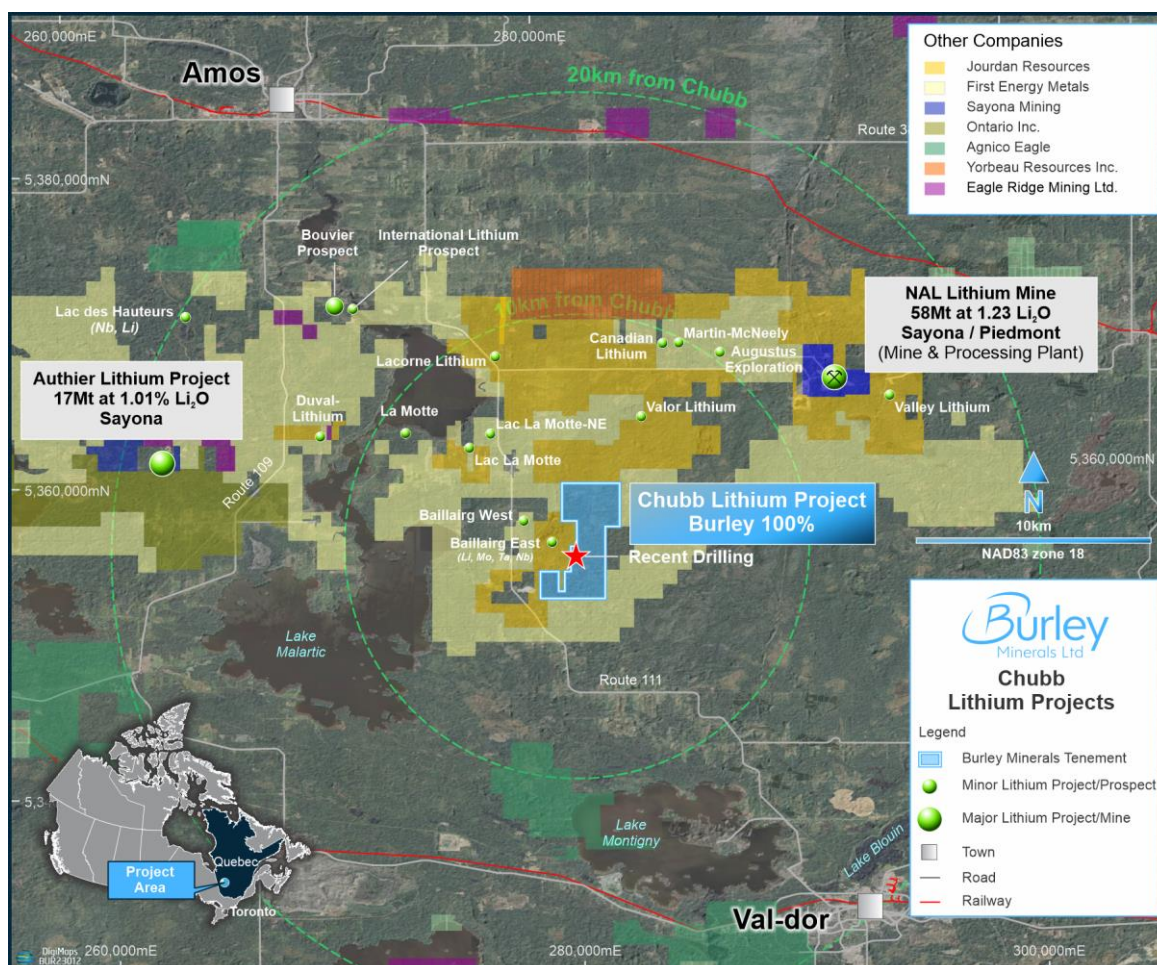 260,000mE
280,000mE
Amos
20km from Chubb
Route 3
5,380,000mN
Other Companies
Jourdan Resources
First Energy Metals
Sayona Mining
Ontario Inc.
Agnico Eagle
Yorbeau Resources Inc.
Eagle Ridge Mining Ltd.
Bouvier
Prospect
International Lithium
Prospect
Lac des Hauteurs
(Nb, Li)
10km from Chubb
NAL Lithium Mine
58Mt at 1.23 Li₂O
Sayona / Piedmont
(Mine & Processing Plant)
Canadian
Lithium
Martin-McNeely
Augustus
Exploration
Lacorne Lithium
Authier Lithium Project
17Mt at 1.01% Li₂O
Sayona
Duval-
Lithium
La Motte
Lac La Motte-NE
Lac La Motte
Valor Lithium
Valley Lithium
Route 109
5,360,000mN
5,360,000mN
Chubb Lithium Project
Burley 100%
Baillairg West
Baillairg East
(Li, Mo, Ta, Nb)
Recent Drilling
N
10km
NAD83 zone 18
Lake
Malartic
Route 111
Burley
Minerals Ltd
Chubb
Lithium Projects
Legend
Burley Minerals Tenement
Minor Lithium Project/Prospect
Major Lithium Project/Mine
Town
Road
Railway
5,3
Lake
Montigny
Lake Blouin
Quebec
Project
Area
Toronto
Val-dor
DigiMaps
BUR23012
260,000mE
280,000mE
300,000mE